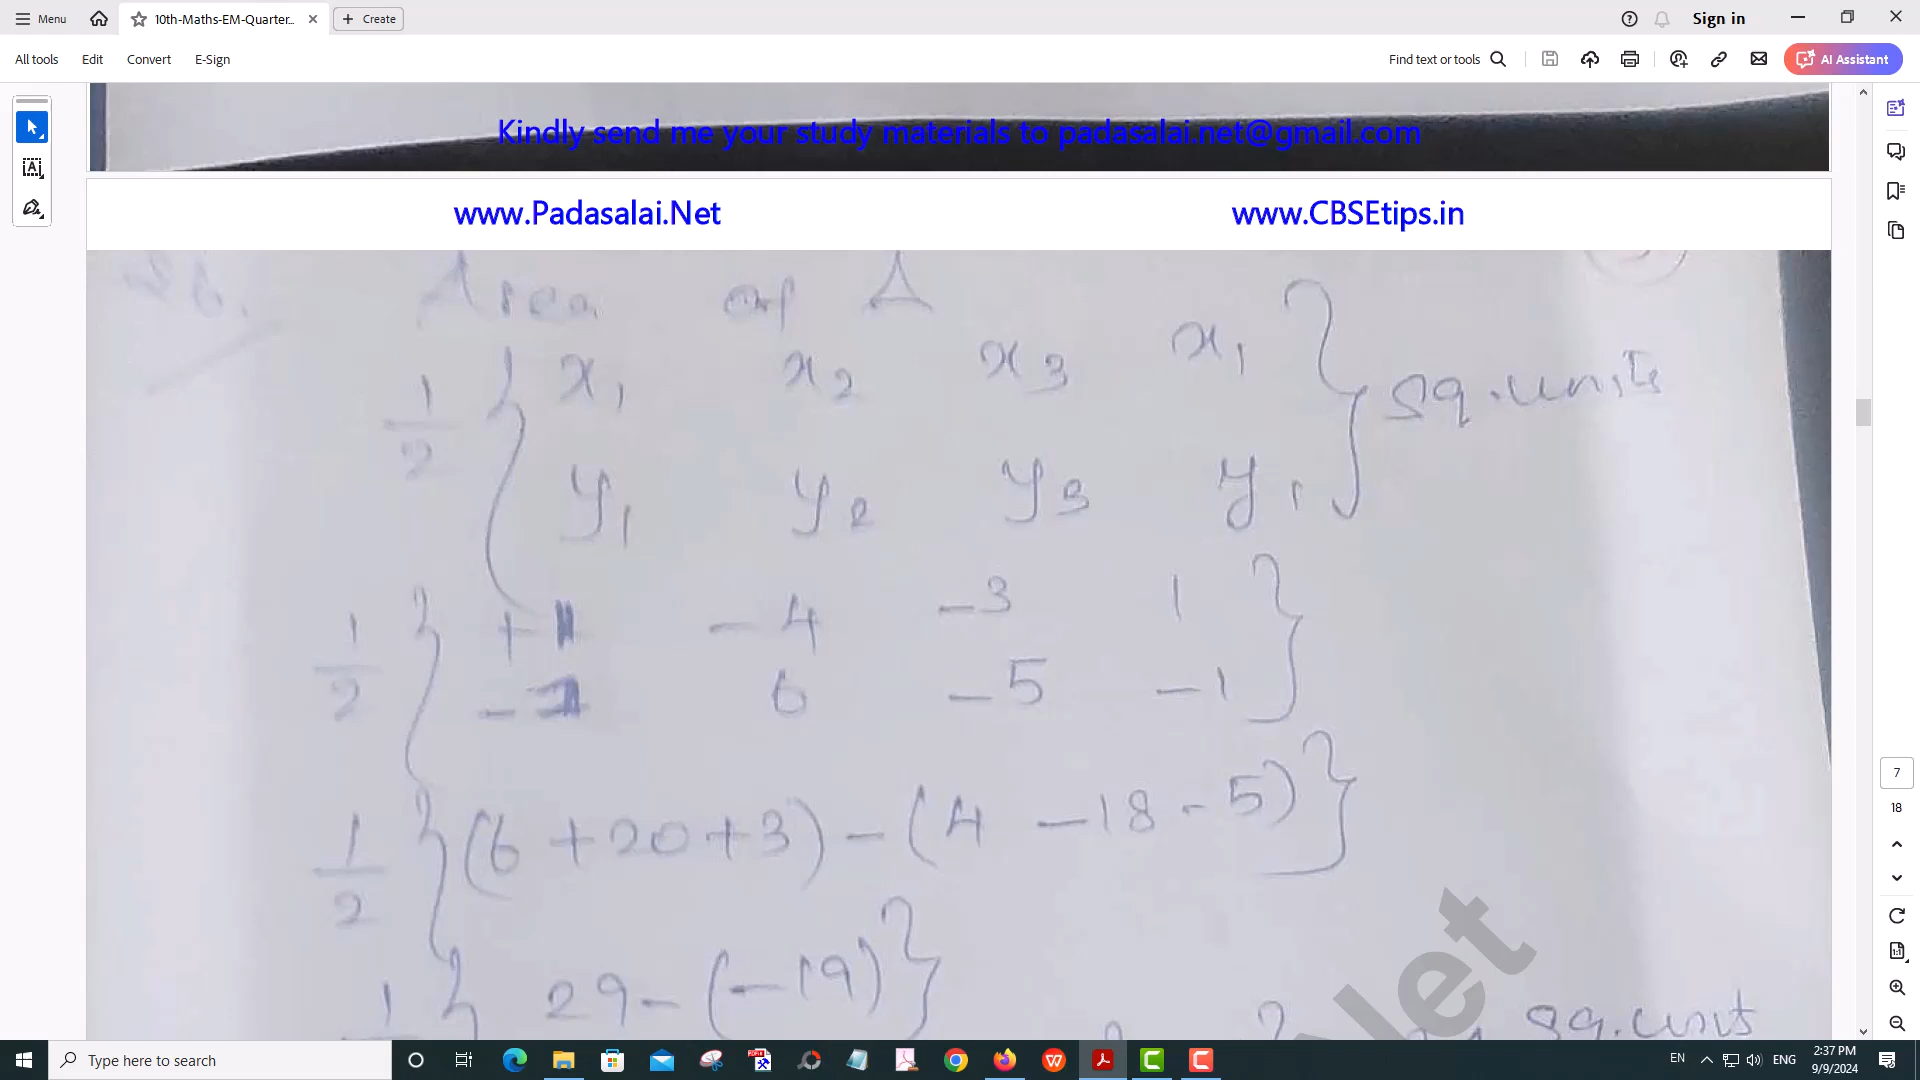 Menu
10th-Maths-EM-Quarter...
Create
Sign in
All tools Edit Convert E-Sign
Find text or tools
AI Assistant
Kindly send me your study materials to padasalai.net@gmail.com
www.Padasalai.Net www.CBSEtips.in
26. Area of Δ
1/2 { x1 x2 x3 x1
y1 y2 y3 y1 } sq.units
1/2 { +1 -4 -3 1
-1 6 -5 -1 }
1/2 { (6 +20 +3) - (4 -18 -5) }
1 { 29 - (-19) }
sq.unit
Net
7
18
Type here to search
EN
ENG
2:37 PM
9/9/2024